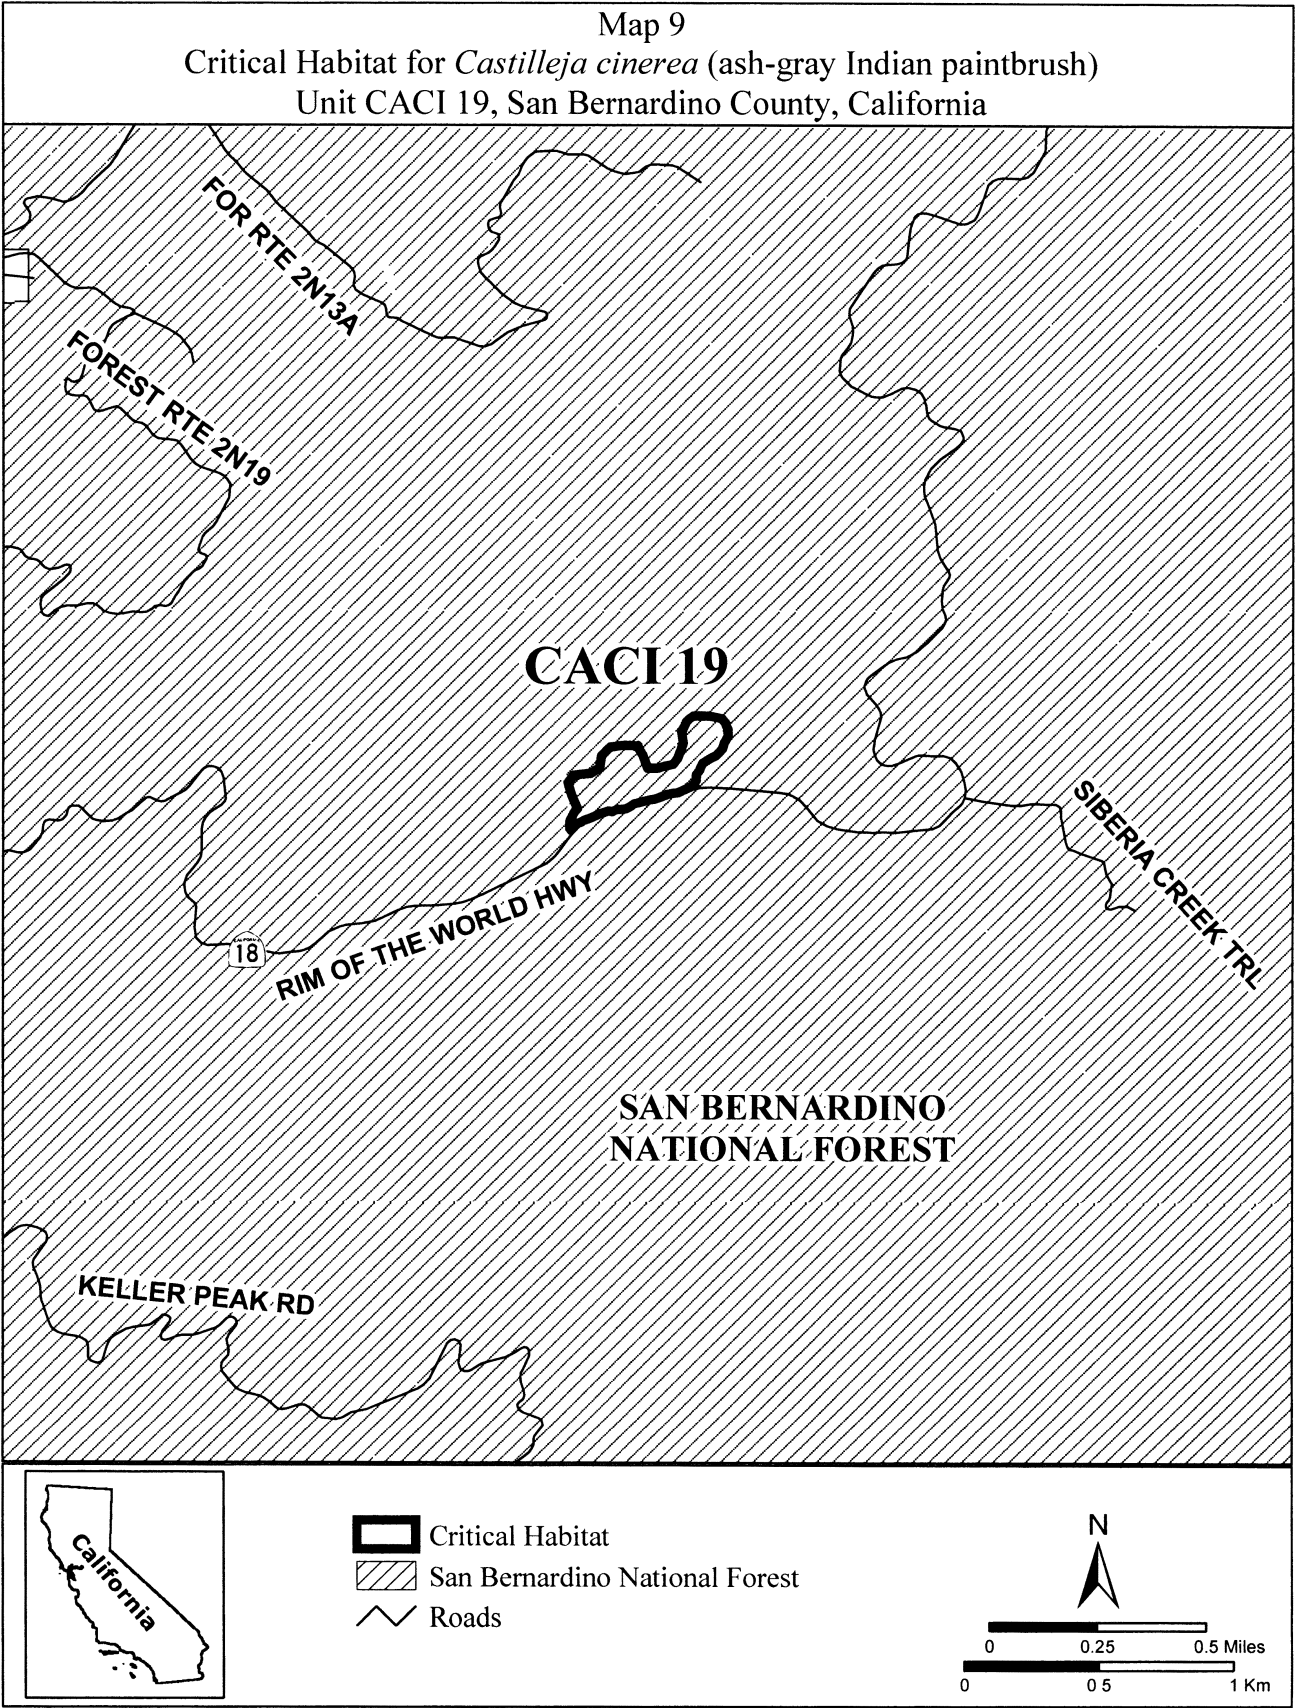 Map 9
Critical Habitat for Castilleja cinerea (ash-gray Indian paintbrush)
Unit CACI 19, San Bernardino County, California
FOR RTE 2N13A
FOREST RTE 2N19
CACI 19
SIBERIA CREEK TRL
RIM OF THE WORLD HWY
18
SAN BERNARDINO
NATIONAL FOREST
KELLER PEAK RD
California
Critical Habitat
San Bernardino National Forest
Roads
N
0 0.25 0.5 Miles
0 0 5 1 Km